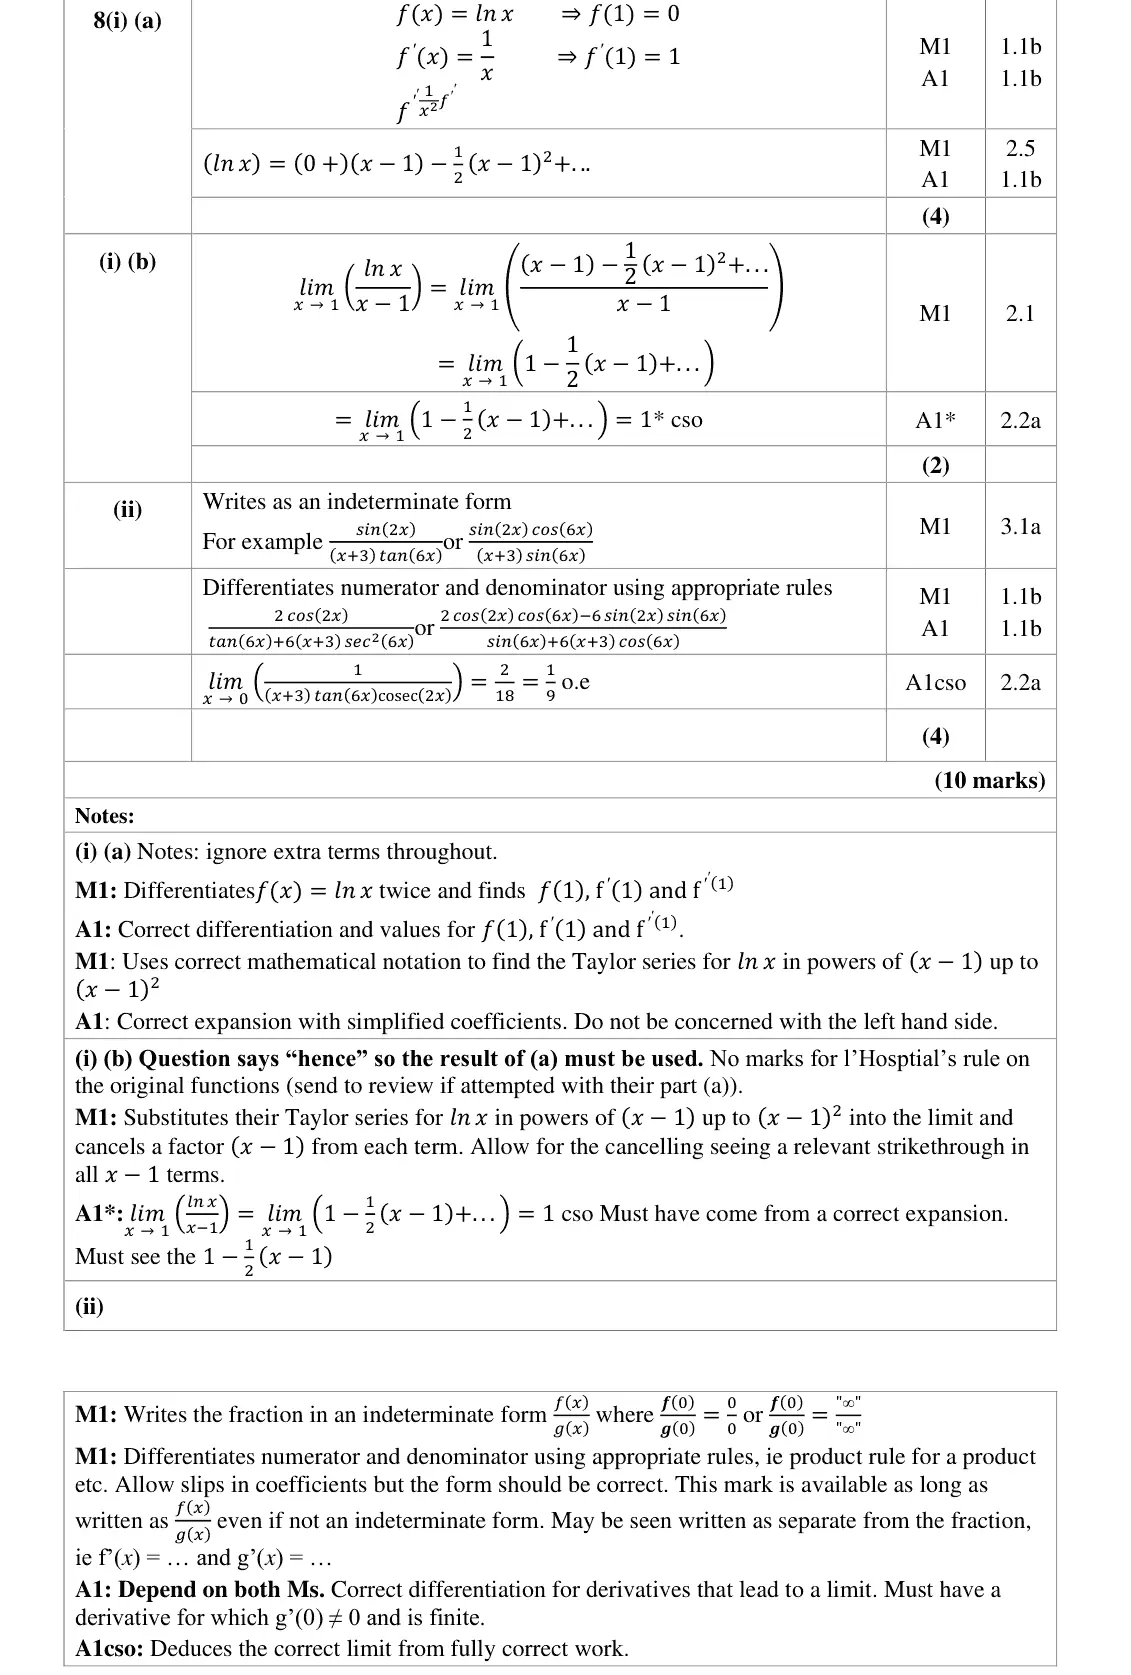 8(i) (a)
f(x) = ln x ⇒ f(1) = 0
f′(x) = 1/x ⇒ f′(1) = 1
f′ 1/x² f′′
M1 1.1b
A1 1.1b
(ln x) = (0 +)(x − 1) − 1/2 (x − 1)²+...
M1 2.5
A1 1.1b
(4)
(i) (b)
lim x → 1 (ln x / x − 1) = lim x → 1 ((x − 1) − 1/2 (x − 1)²+... / x − 1)
= lim x → 1 (1 − 1/2 (x − 1)+...)
M1 2.1
= lim x → 1 (1 − 1/2 (x − 1)+...) = 1* cso
A1* 2.2a
(2)
(ii)
Writes as an indeterminate form
For example sin(2x) / (x+3) tan(6x) or sin(2x) cos(6x) / (x+3) sin(6x)
M1 3.1a
Differentiates numerator and denominator using appropriate rules
2 cos(2x) / tan(6x)+6(x+3) sec²(6x) or 2 cos(2x) cos(6x)−6 sin(2x) sin(6x) / sin(6x)+6(x+3) cos(6x)
M1 1.1b
A1 1.1b
lim x → 0 (1 / (x+3) tan(6x)cosec(2x)) = 2/18 = 1/9 o.e
A1cso 2.2a
(4)
(10 marks)
Notes:
(i) (a) Notes: ignore extra terms throughout.
M1: Differentiatesf(x) = ln x twice and finds f(1), f′(1) and f′′(1)
A1: Correct differentiation and values for f(1), f′(1) and f′′(1).
M1: Uses correct mathematical notation to find the Taylor series for ln x in powers of (x − 1) up to
(x − 1)²
A1: Correct expansion with simplified coefficients. Do not be concerned with the left hand side.
(i) (b) Question says “hence” so the result of (a) must be used. No marks for l’Hosptial’s rule on
the original functions (send to review if attempted with their part (a)).
M1: Substitutes their Taylor series for ln x in powers of (x − 1) up to (x − 1)² into the limit and
cancels a factor (x − 1) from each term. Allow for the cancelling seeing a relevant strikethrough in
all x − 1 terms.
A1*: lim x → 1 (ln x / x−1) = lim x → 1 (1 − 1/2 (x − 1)+...) = 1 cso Must have come from a correct expansion.
Must see the 1 − 1/2 (x − 1)
(ii)
M1: Writes the fraction in an indeterminate form f(x)/g(x) where f(0)/g(0) = 0/0 or f(0)/g(0) = "∞"/"∞"
M1: Differentiates numerator and denominator using appropriate rules, ie product rule for a product
etc. Allow slips in coefficients but the form should be correct. This mark is available as long as
written as f(x)/g(x) even if not an indeterminate form. May be seen written as separate from the fraction,
ie f’(x) = … and g’(x) = …
A1: Depend on both Ms. Correct differentiation for derivatives that lead to a limit. Must have a
derivative for which g’(0) ≠ 0 and is finite.
A1cso: Deduces the correct limit from fully correct work.